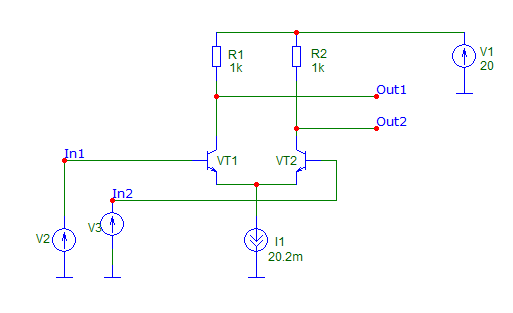 R1
1k
R2
1k
V1
20
Out1
Out2
In1
VT1
VT2
In2
V2
V3
I1
20.2m